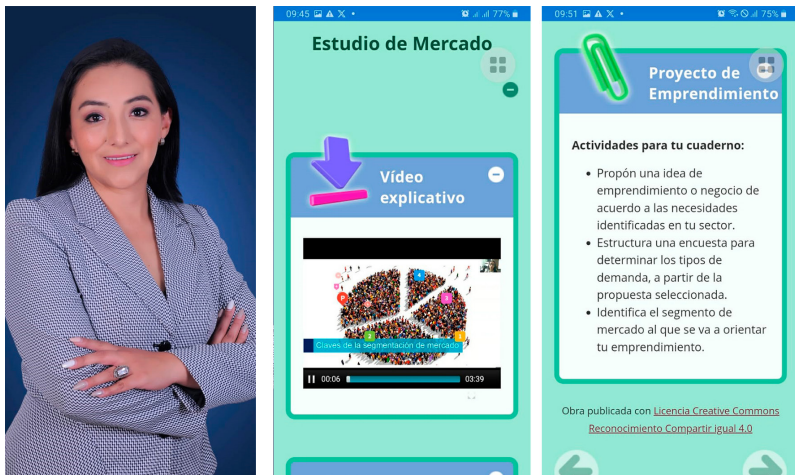 09:45
77%
Estudio de Mercado
Vídeo
explicativo
P
4
3
2
1
Claves de la segmentación de mercado
00:06
03:39
09:51
75%
Proyecto de
Emprendimiento
Actividades para tu cuaderno:
Propón una idea de
emprendimiento o negocio de
acuerdo a las necesidades
identificadas en tu sector.
Estructura una encuesta para
determinar los tipos de
demanda, a partir de la
propuesta seleccionada.
Identifica el segmento de
mercado al que se va a orientar
tu emprendimiento.
Obra publicada con Licencia Creative Commons
Reconocimiento Compartir igual 4.0